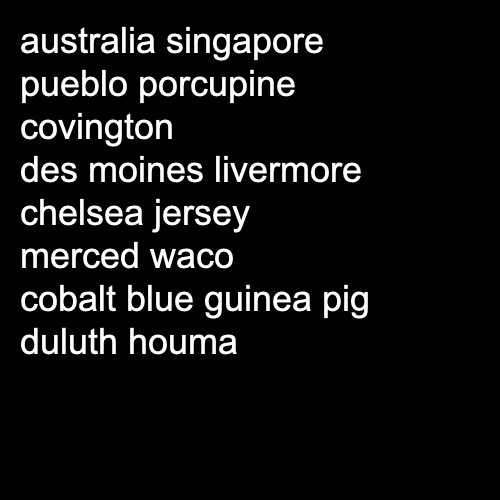 australia singapore
pueblo porcupine
covington
des moines livermore
chelsea jersey
merced waco
cobalt blue guinea pig
duluth houma